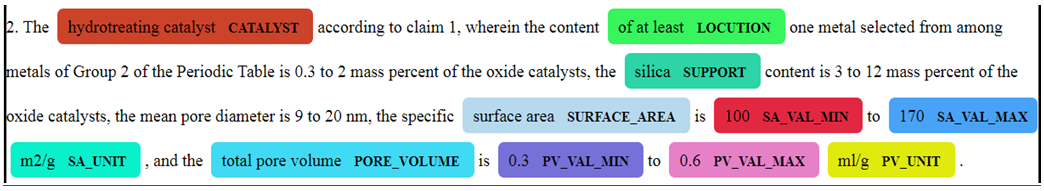 2. The hydrotreating catalyst CATALYST according to claim 1, wherein the content of at least LOCUTION one metal selected from among
metals of Group 2 of the Periodic Table is 0.3 to 2 mass percent of the oxide catalysts, the silica SUPPORT content is 3 to 12 mass percent of the
oxide catalysts, the mean pore diameter is 9 to 20 nm, the specific surface area SURFACE_AREA is 100 SA_VAL_MIN to 170 SA_VAL_MAX
m2/g SA_UNIT , and the total pore volume PORE_VOLUME is 0.3 PV_VAL_MIN to 0.6 PV_VAL_MAX ml/g PV_UNIT .